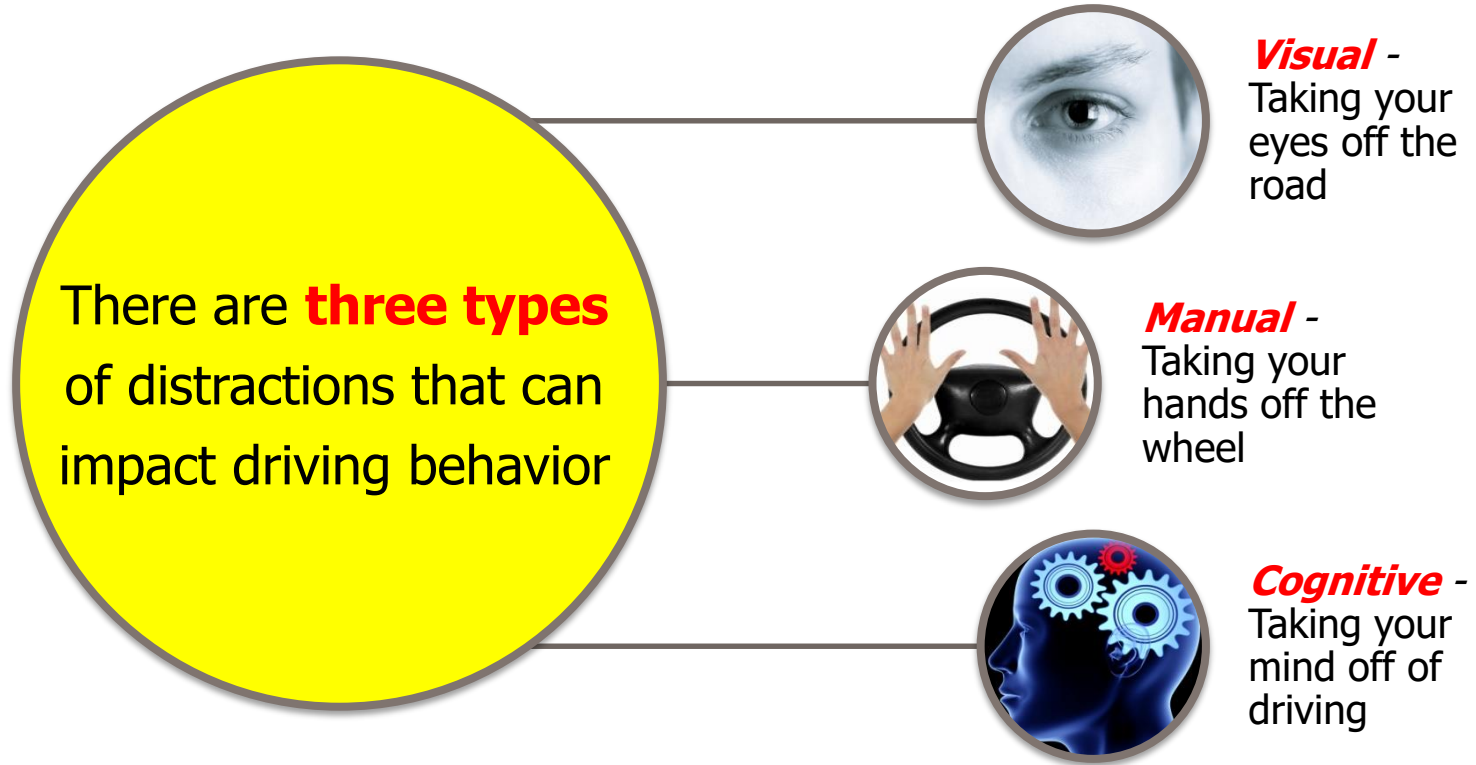 There are three types
of distractions that can
impact driving behavior
Visual -
Taking your
eyes off the
road
Manual -
Taking your
hands off the
wheel
Cognitive -
Taking your
mind off of
driving